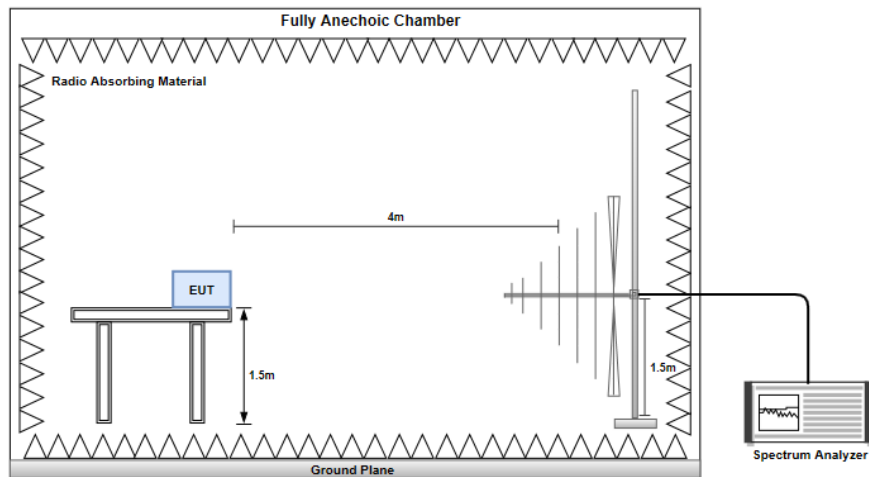 Fully Anechoic Chamber
Radio Absorbing Material
4m
EUT
1.5m
1.5m
Spectrum Analyzer
Ground Plane